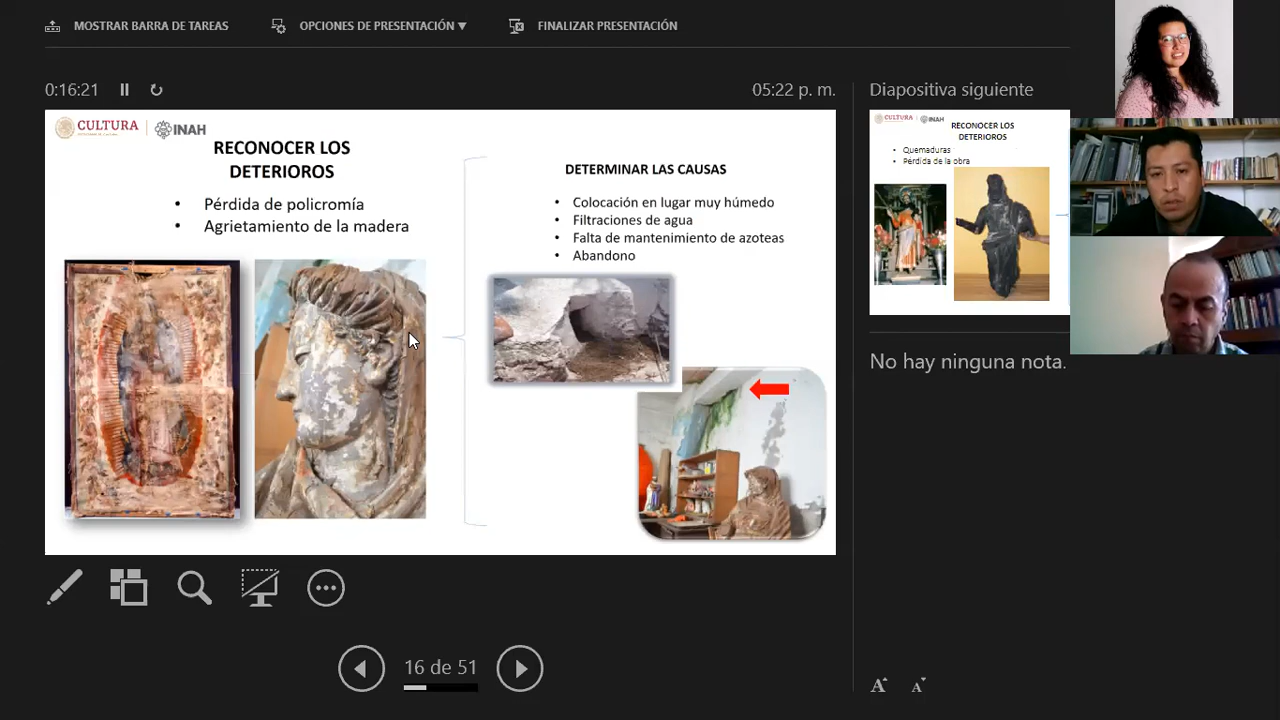 MOSTRAR BARRA DE TAREAS
OPCIONES DE PRESENTACIÓN ▼
FINALIZAR PRESENTACIÓN
0:16:21
05:22 p. m.
CULTURA
INAH
RECONOCER LOS
DETERIOROS
• Pérdida de policromía
• Agrietamiento de la madera
DETERMINAR LAS CAUSAS
• Colocación en lugar muy húmedo
• Filtraciones de agua
• Falta de mantenimiento de azoteas
• Abandono
Diapositiva siguiente
CULTURA
INAH
RECONOCER LOS
DETERIOROS
• Quemaduras
• Pérdida de la obra
No hay ninguna nota.
16 de 51
A
A